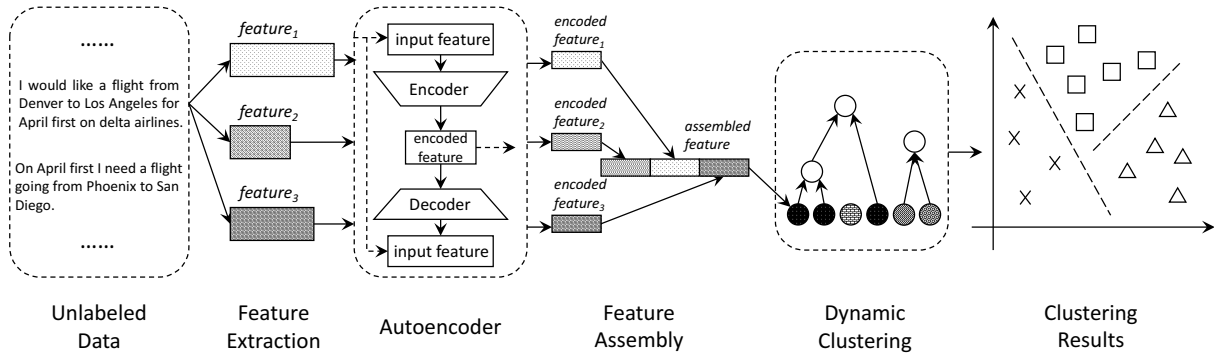 ......
I would like a flight from
Denver to Los Angeles for
April first on delta airlines.
On April first I need a flight
going from Phoenix to San
Diego.
......
feature1
feature2
feature3
input feature
Encoder
encoded
feature
Decoder
input feature
encoded
feature1
encoded
feature2
encoded
feature3
assembled
feature
Unlabeled
Data
Feature
Extraction
Autoencoder
Feature
Assembly
Dynamic
Clustering
Clustering
Results